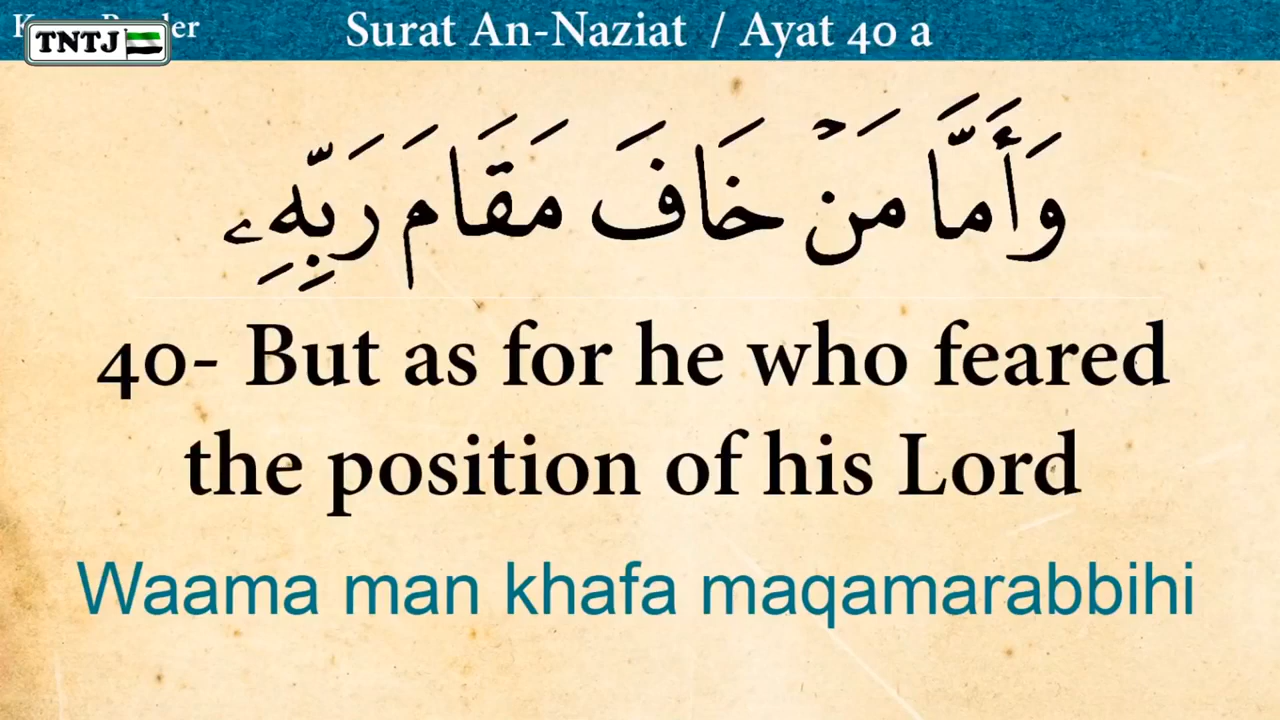 Surat An-Naziat / Ayat 40 a
TNTJ
وَأَمَّا مَنْ خَافَ مَقَامَ رَبِّهِۦ
40- But as for he who feared
the position of his Lord
Waama man khafa maqamarabbihi